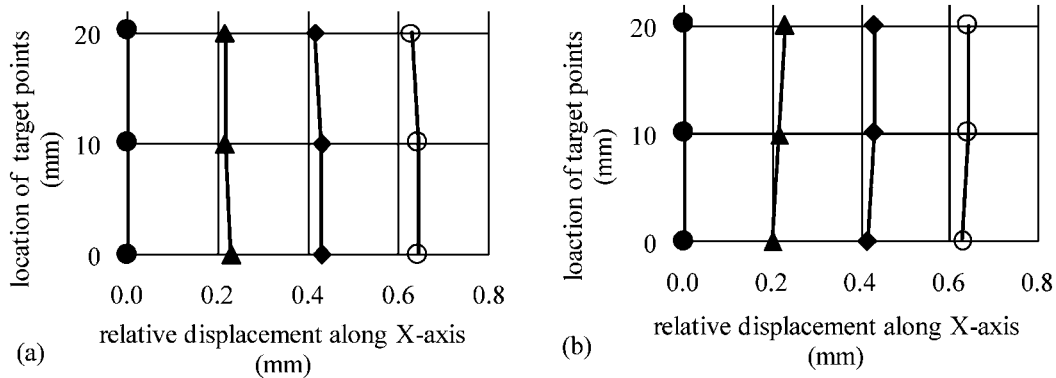 location of target points
(mm)
20
10
0
0.0 0.2 0.4 0.6 0.8
relative displacement along X-axis
(mm)
(a)
loaction of target points
(mm)
20
10
0
0.0 0.2 0.4 0.6 0.8
relative displacement along X-axis
(mm)
(b)